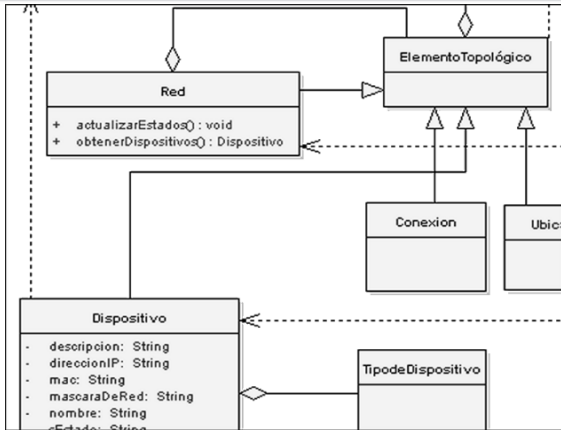 ElementoTopológico
Red
+ actualizarEstados() : void
+ obtenerDispositivos() : Dispositivo
Conexion
Dispositivo
- descripcion: String
- direccionIP: String
- mac: String
- mascaraDeRed: String
- nombre: String
TipodeDispositivo